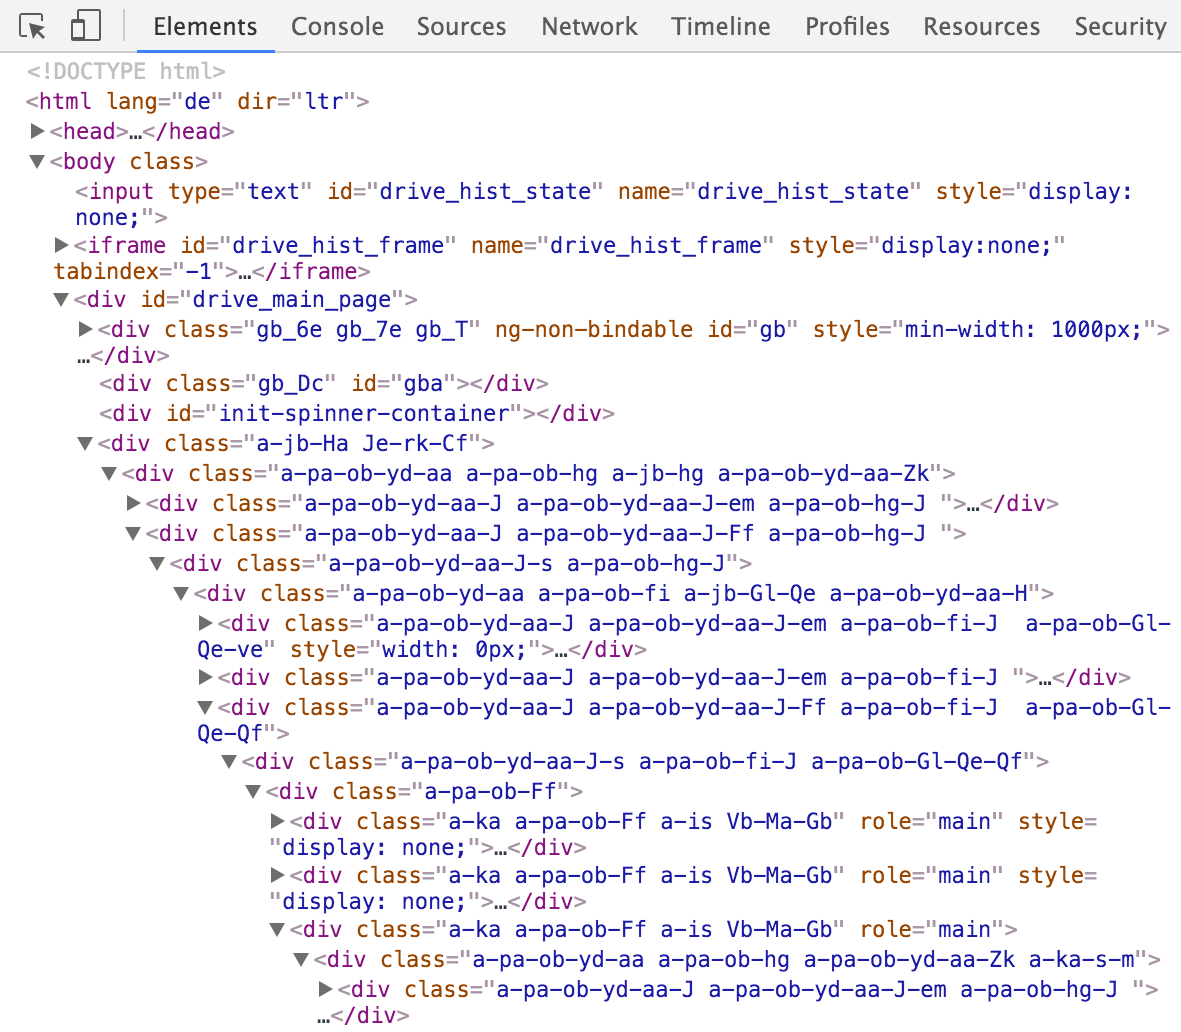 Elements Console Sources Network Timeline Profiles Resources Security
<!DOCTYPE html>
<html lang="de" dir="ltr">
▶<head>…</head>
▼<body class>
<input type="text" id="drive_hist_state" name="drive_hist_state" style="display:
none;">
▶<iframe id="drive_hist_frame" name="drive_hist_frame" style="display:none;"
tabindex="-1">…</iframe>
▼<div id="drive_main_page">
▶<div class="gb_6e gb_7e gb_T" ng-non-bindable id="gb" style="min-width: 1000px;">
…</div>
<div class="gb_Dc" id="gba"></div>
<div id="init-spinner-container"></div>
▼<div class="a-jb-Ha Je-rk-Cf">
▼<div class="a-pa-ob-yd-aa a-pa-ob-hg a-jb-hg a-pa-ob-yd-aa-Zk">
▶<div class="a-pa-ob-yd-aa-J a-pa-ob-yd-aa-J-em a-pa-ob-hg-J ">…</div>
▼<div class="a-pa-ob-yd-aa-J a-pa-ob-yd-aa-J-Ff a-pa-ob-hg-J ">
▼<div class="a-pa-ob-yd-aa-J-s a-pa-ob-hg-J">
▼<div class="a-pa-ob-yd-aa a-pa-ob-fi a-jb-Gl-Qe a-pa-ob-yd-aa-H">
▶<div class="a-pa-ob-yd-aa-J a-pa-ob-yd-aa-J-em a-pa-ob-fi-J  a-pa-ob-Gl-
Qe-ve" style="width: 0px;">…</div>
▶<div class="a-pa-ob-yd-aa-J a-pa-ob-yd-aa-J-em a-pa-ob-fi-J ">…</div>
▼<div class="a-pa-ob-yd-aa-J a-pa-ob-yd-aa-J-Ff a-pa-ob-fi-J  a-pa-ob-Gl-
Qe-Qf">
▼<div class="a-pa-ob-yd-aa-J-s a-pa-ob-fi-J a-pa-ob-Gl-Qe-Qf">
▼<div class="a-pa-ob-Ff">
▶<div class="a-ka a-pa-ob-Ff a-is Vb-Ma-Gb" role="main" style=
"display: none;">…</div>
▶<div class="a-ka a-pa-ob-Ff a-is Vb-Ma-Gb" role="main" style=
"display: none;">…</div>
▼<div class="a-ka a-pa-ob-Ff a-is Vb-Ma-Gb" role="main">
▼<div class="a-pa-ob-yd-aa a-pa-ob-hg a-pa-ob-yd-aa-Zk a-ka-s-m">
▶<div class="a-pa-ob-yd-aa-J a-pa-ob-yd-aa-J-em a-pa-ob-hg-J ">
…</div>